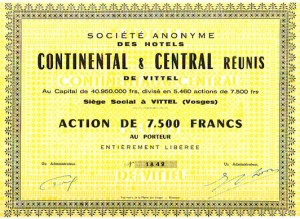 SOCIÉTÉ ANONYME
DES HOTELS
CONTINENTAL & CENTRAL RÉUNIS
DE VITTEL
Au Capital de 40.950.000 frs, divisé en 5.460 actions de 7.500 frs
Siège Social à VITTEL (Vosges)
ACTION DE 7.500 FRANCS
AU PORTEUR
ENTIÈREMENT LIBÉRÉE
Un Administrateur
Un Administrateur